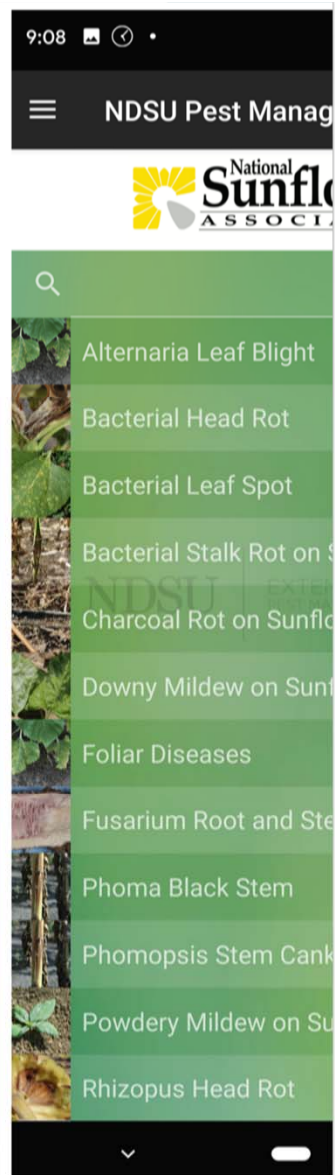 9:08
NDSU Pest Manag
National
Sunfl
ASSOCI
Alternaria Leaf Blight
Bacterial Head Rot
Bacterial Leaf Spot
Bacterial Stalk Rot on S
NDSU
Charcoal Rot on Sunflo
Downy Mildew on Sunf
Foliar Diseases
Fusarium Root and Ste
Phoma Black Stem
Phomopsis Stem Cank
Powdery Mildew on Su
Rhizopus Head Rot